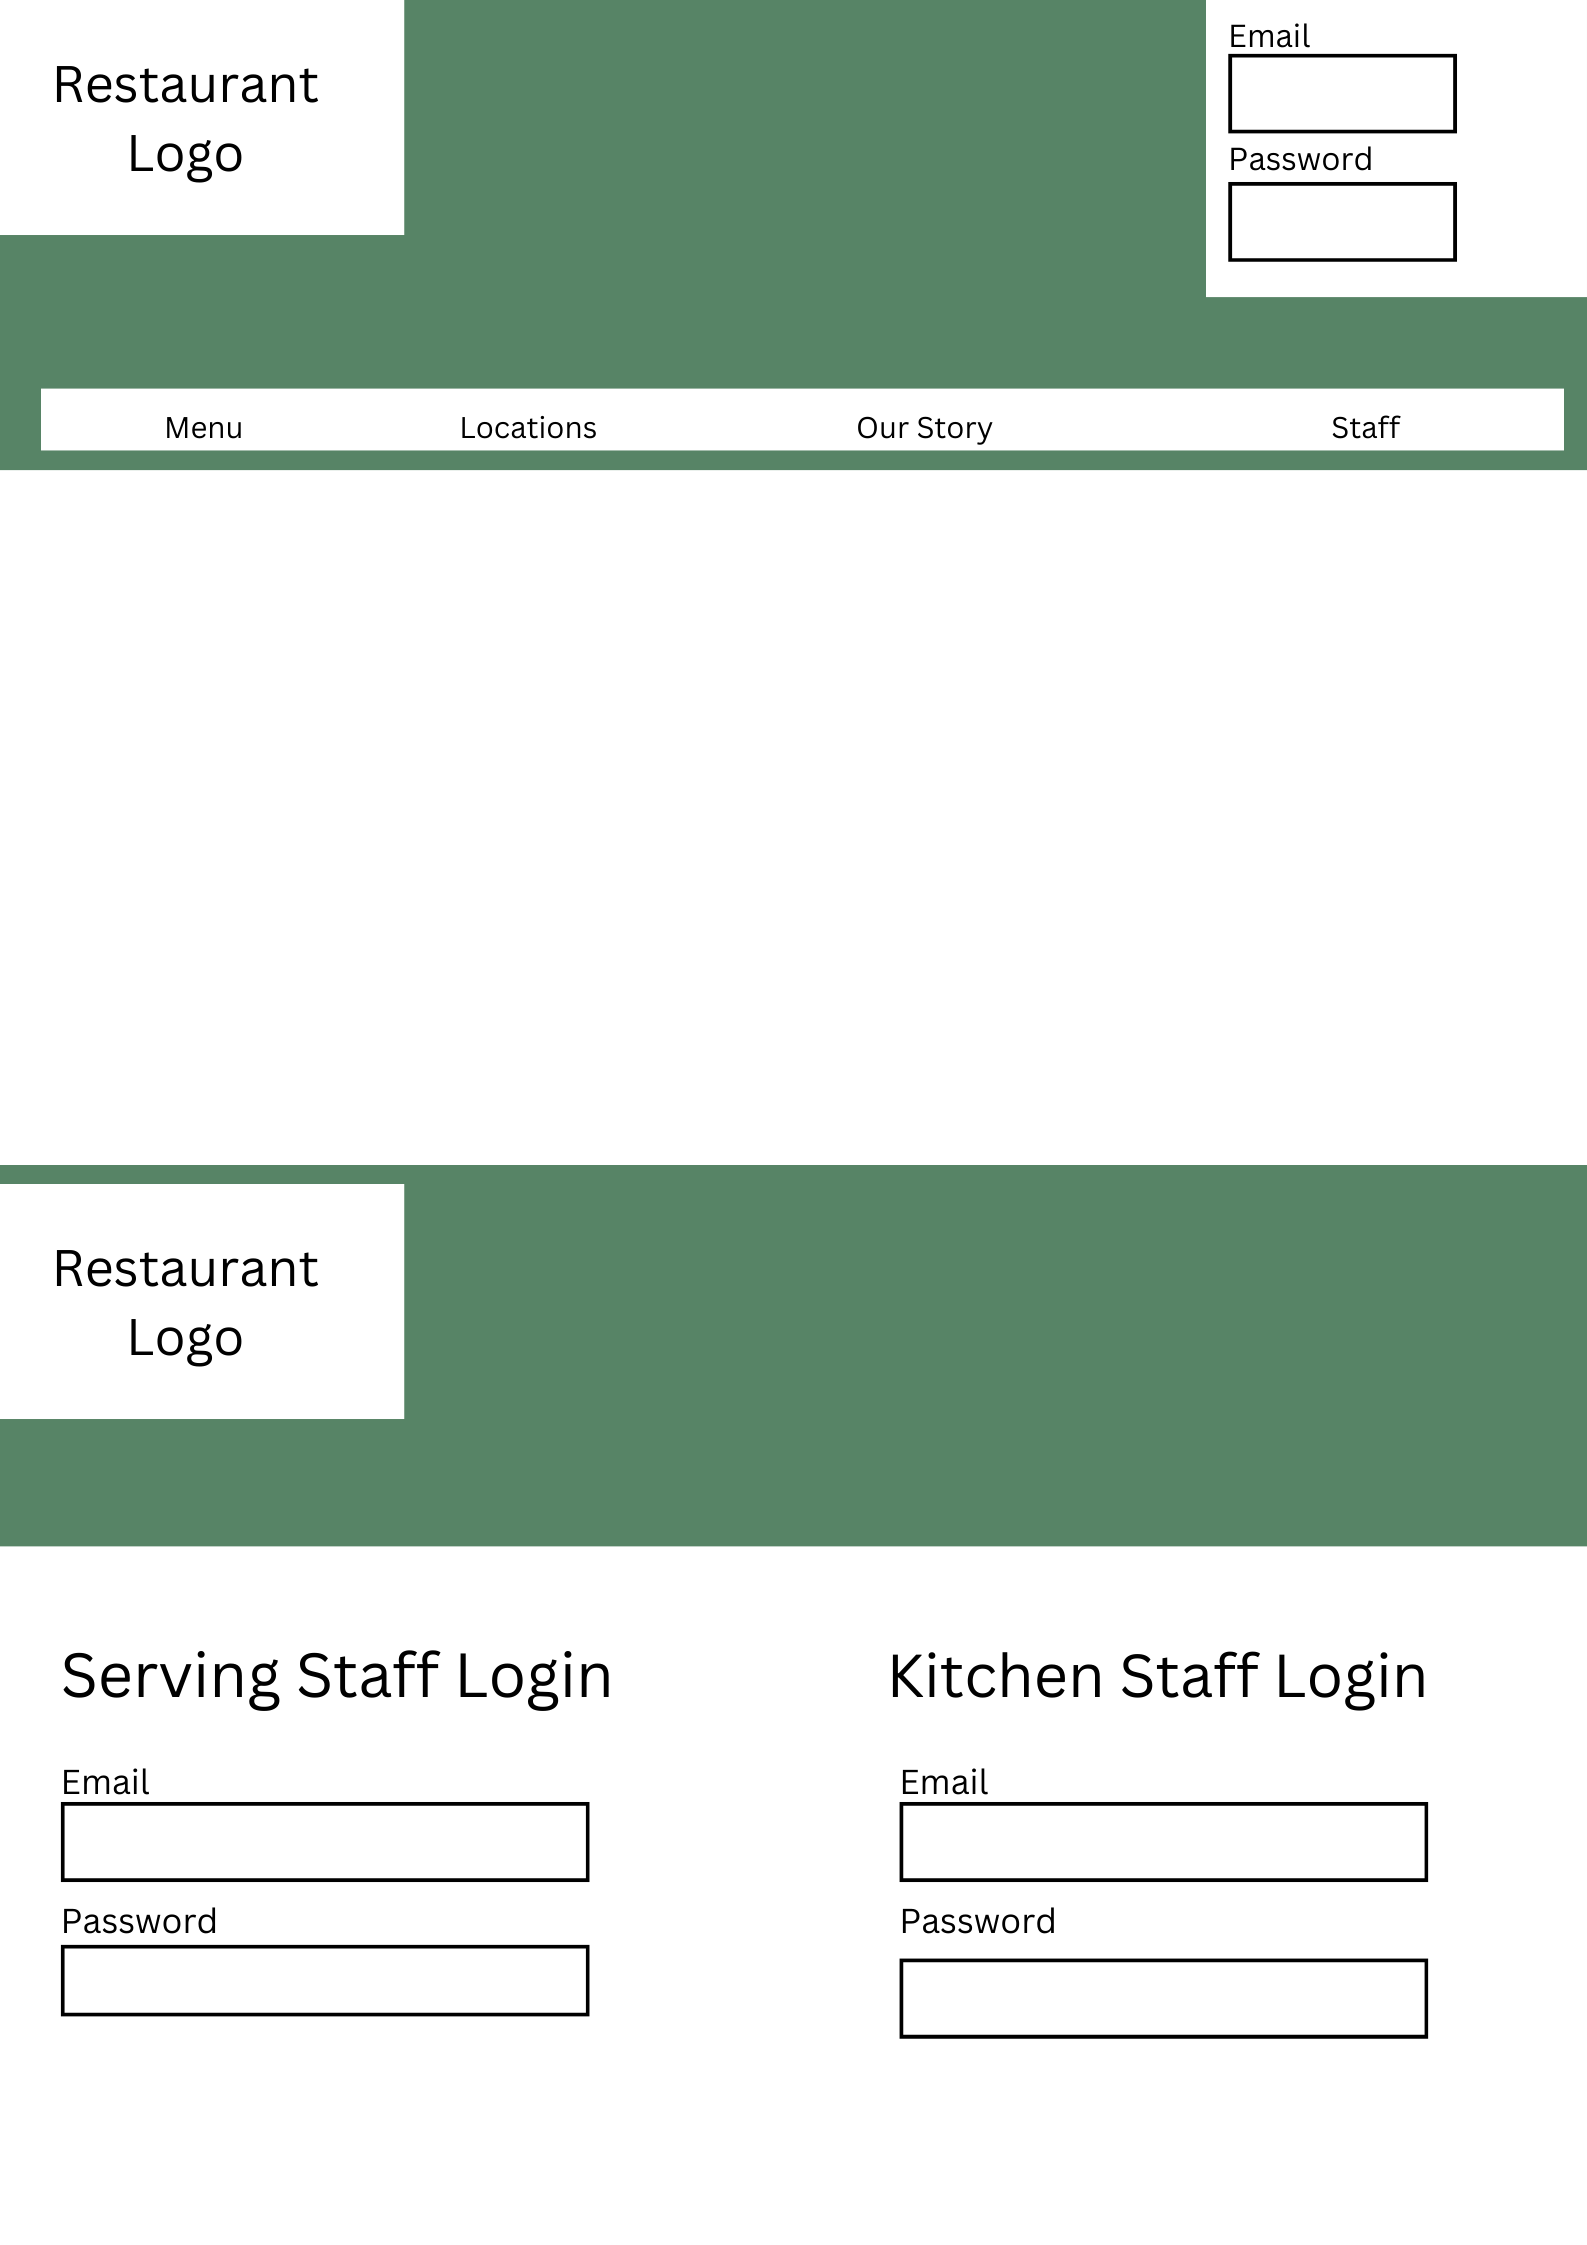 Restaurant
Logo
Email
Password
Menu Locations Our Story Staff
Restaurant
Logo
Serving Staff Login
Email
Password
Kitchen Staff Login
Email
Password